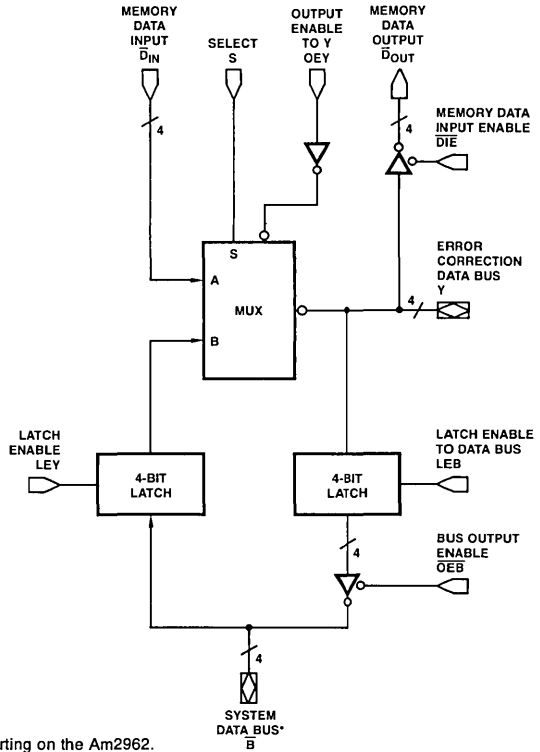 MEMORY
DATA
INPUT
D̅IN
SELECT
S
OUTPUT
ENABLE
TO Y
OEY
MEMORY
DATA
OUTPUT
D̅OUT
4
4
MEMORY DATA
INPUT ENABLE
D̅I̅E̅
S
A
MUX
B
ERROR
CORRECTION
DATA BUS
Y
4
LATCH
ENABLE
LEY
4-BIT
LATCH
4-BIT
LATCH
LATCH ENABLE
TO DATA BUS
LEB
4
BUS OUTPUT
ENABLE
O̅E̅B̅
4
SYSTEM
DATA BUS*
B̅
rting on the Am2962.